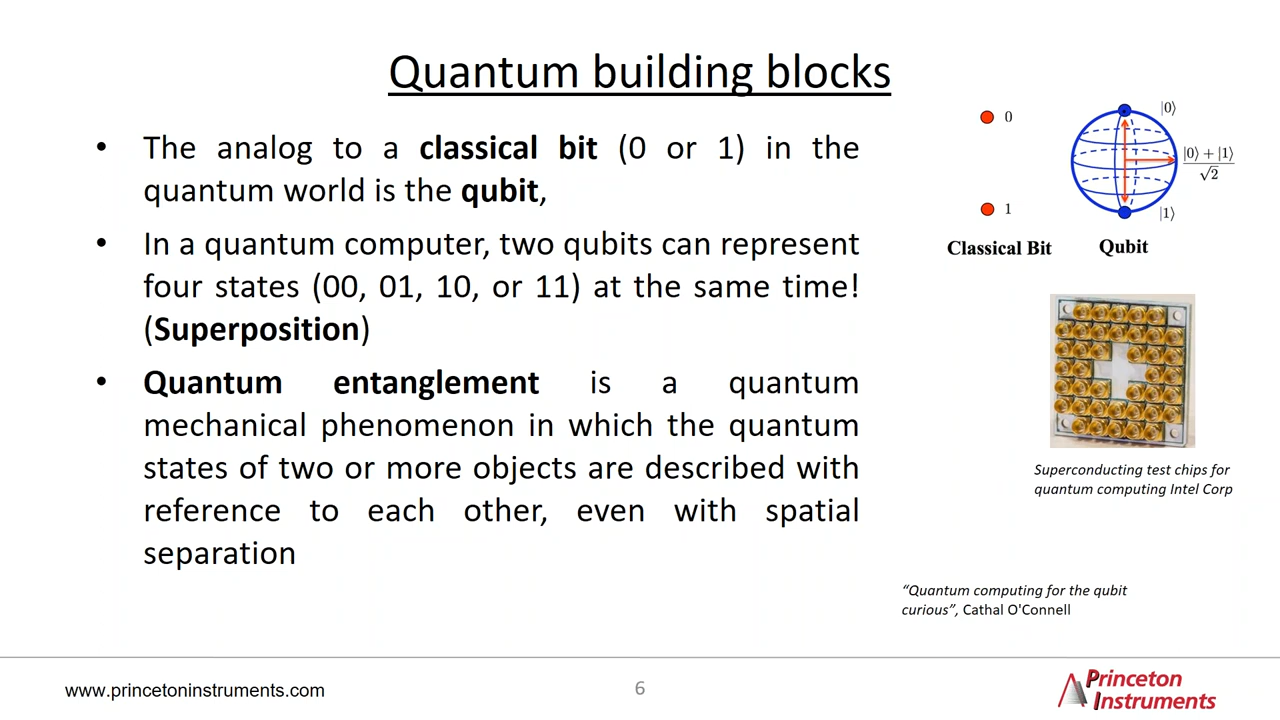 Quantum building blocks
• The analog to a classical bit (0 or 1) in the
quantum world is the qubit,
• In a quantum computer, two qubits can represent
four states (00, 01, 10, or 11) at the same time!
(Superposition)
• Quantum entanglement is a quantum
mechanical phenomenon in which the quantum
states of two or more objects are described with
reference to each other, even with spatial
separation
0
1
Classical Bit
|0⟩
|0⟩ + |1⟩
√2
|1⟩
Qubit
Superconducting test chips for
quantum computing Intel Corp
“Quantum computing for the qubit
curious”, Cathal O'Connell
www.princetoninstruments.com
6
Princeton
Instruments